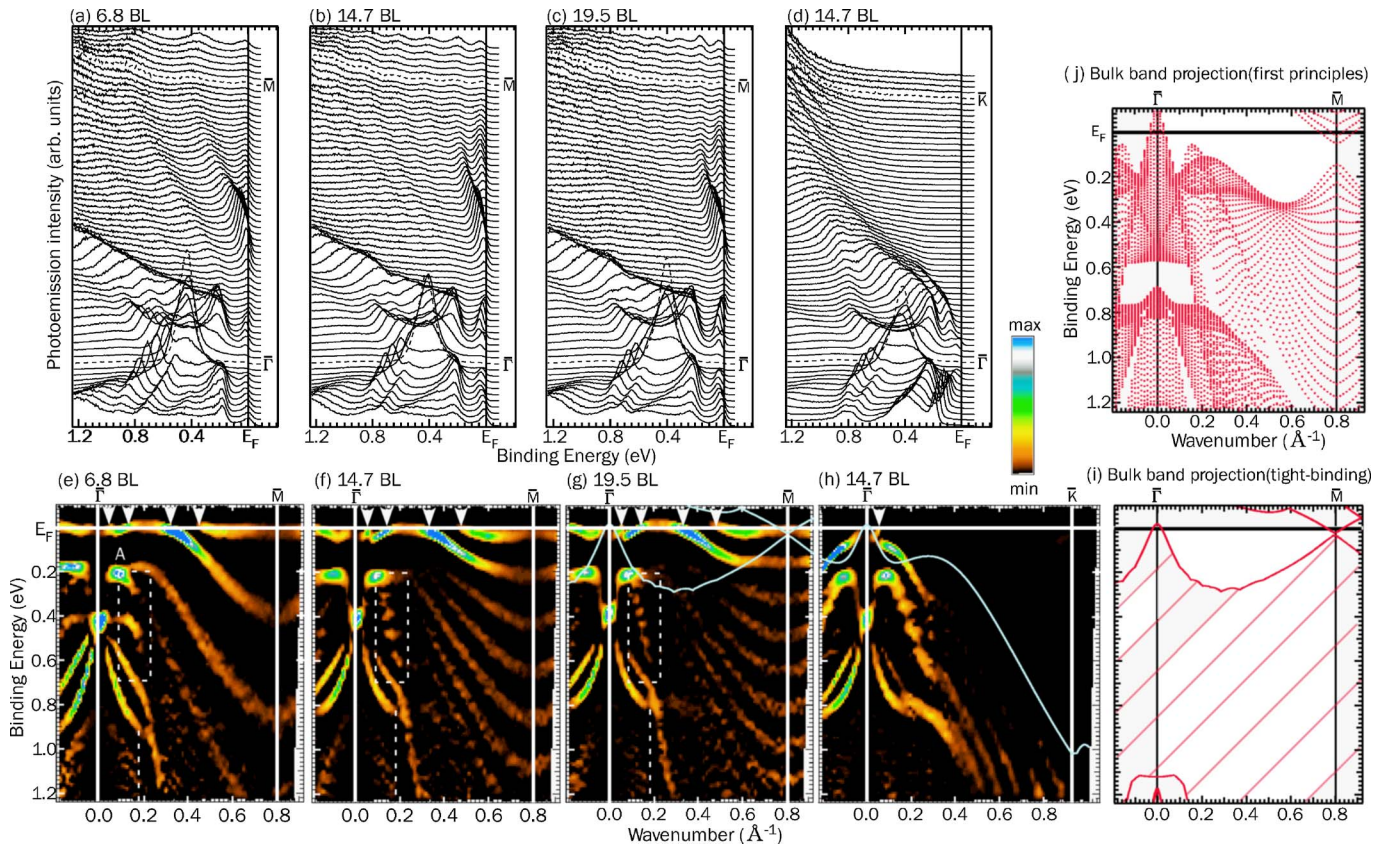 (a) 6.8 BL
(b) 14.7 BL
(c) 19.5 BL
(d) 14.7 BL
Photoemission intensity (arb. units)
M̄
Γ̄
M̄
Γ̄
M̄
Γ̄
K̄
Γ̄
1.2 0.8 0.4 E_F
1.2 0.8 0.4 E_F
1.2 0.8 0.4 E_F
1.2 0.8 0.4 E_F
Binding Energy (eV)
max
min
( j) Bulk band projection(first principles)
Γ̄ M̄
E_F
0.2
0.4
0.6
0.8
1.0
1.2
Binding Energy (eV)
0.0 0.2 0.4 0.6 0.8
Wavenumber (Å⁻¹)
(e) 6.8 BL
Γ̄ M̄
(f) 14.7 BL
Γ̄ M̄
(g) 19.5 BL
Γ̄ M̄
(h) 14.7 BL
Γ̄ K̄
A
E_F
0.2
0.4
0.6
0.8
1.0
1.2
Binding Energy (eV)
0.0 0.2 0.4 0.6 0.8
0.0 0.2 0.4 0.6 0.8
0.0 0.2 0.4 0.6 0.8
0.0 0.2 0.4 0.6 0.8
Wavenumber (Å⁻¹)
(i) Bulk band projection(tight-binding)
Γ̄ M̄
0.0 0.2 0.4 0.6 0.8